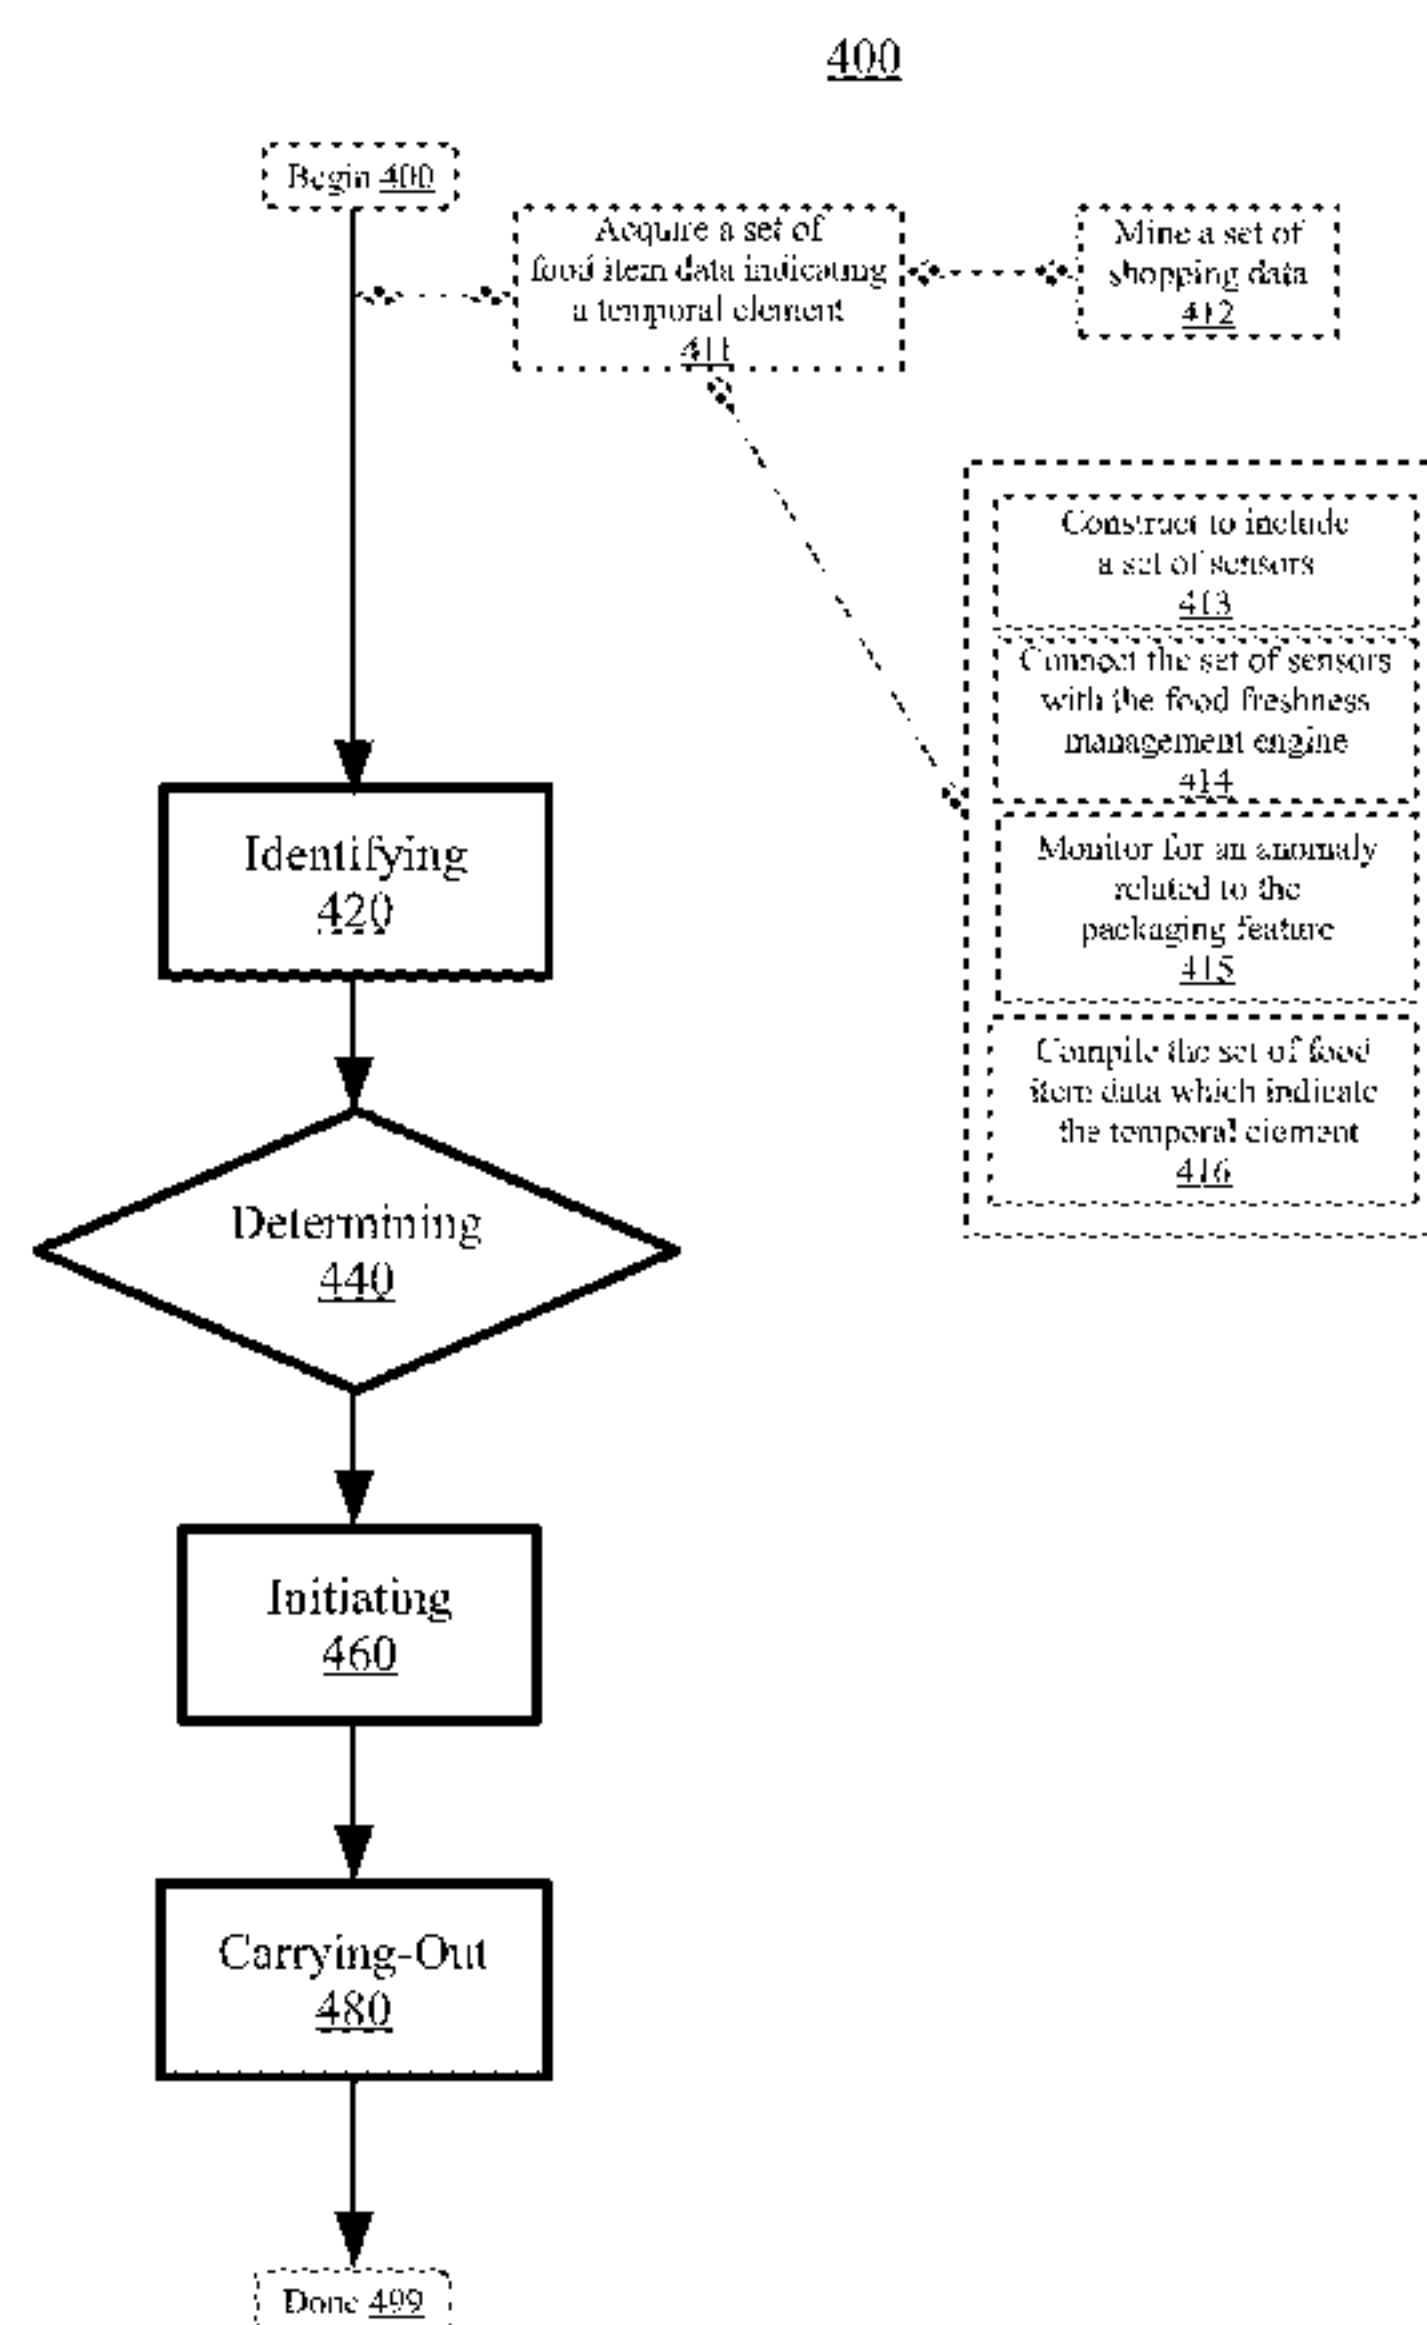 400
Begin 400
Acquire a set of
food item data indicating
a temporal element
411
Mine a set of
shopping data
412
Construct to include
a set of sensors
413
Connect the set of sensors
with the food freshness
management engine
414
Monitor for an anomaly
related to the
packaging feature
415
Compile the set of food
item data which indicate
the temporal element
416
Identifying
420
Determining
440
Initiating
460
Carrying-Out
480
Done 499